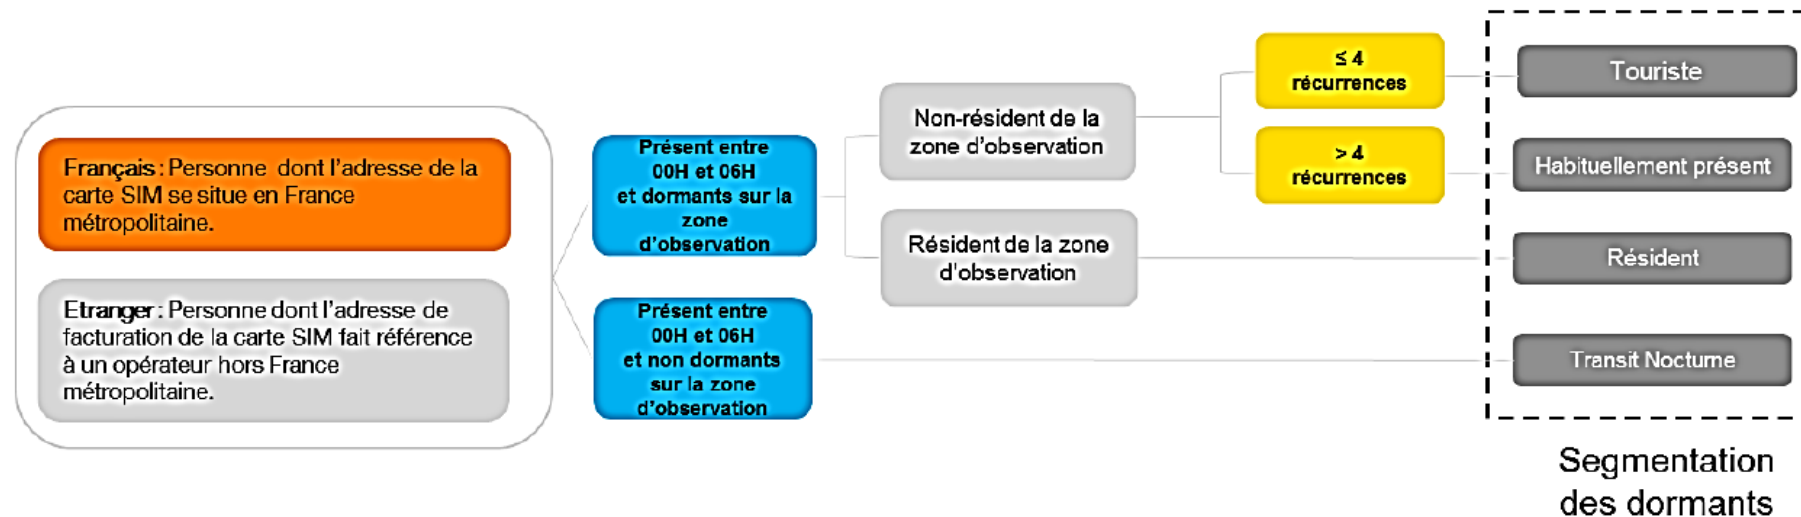 Français : Personne dont l'adresse de la
carte SIM se situe en France
métropolitaine.
Etranger : Personne dont l'adresse de
facturation de la carte SIM fait référence
à un opérateur hors France
métropolitaine.
Présent entre
00H et 06H
et dormants sur la
zone
d'observation
Présent entre
00H et 06H
et non dormants
sur la zone
d'observation
Non-résident de la
zone d'observation
Résident de la zone
d'observation
≤ 4
récurrences
> 4
récurrences
Touriste
Habituellement présent
Résident
Transit Nocturne
Segmentation
des dormants